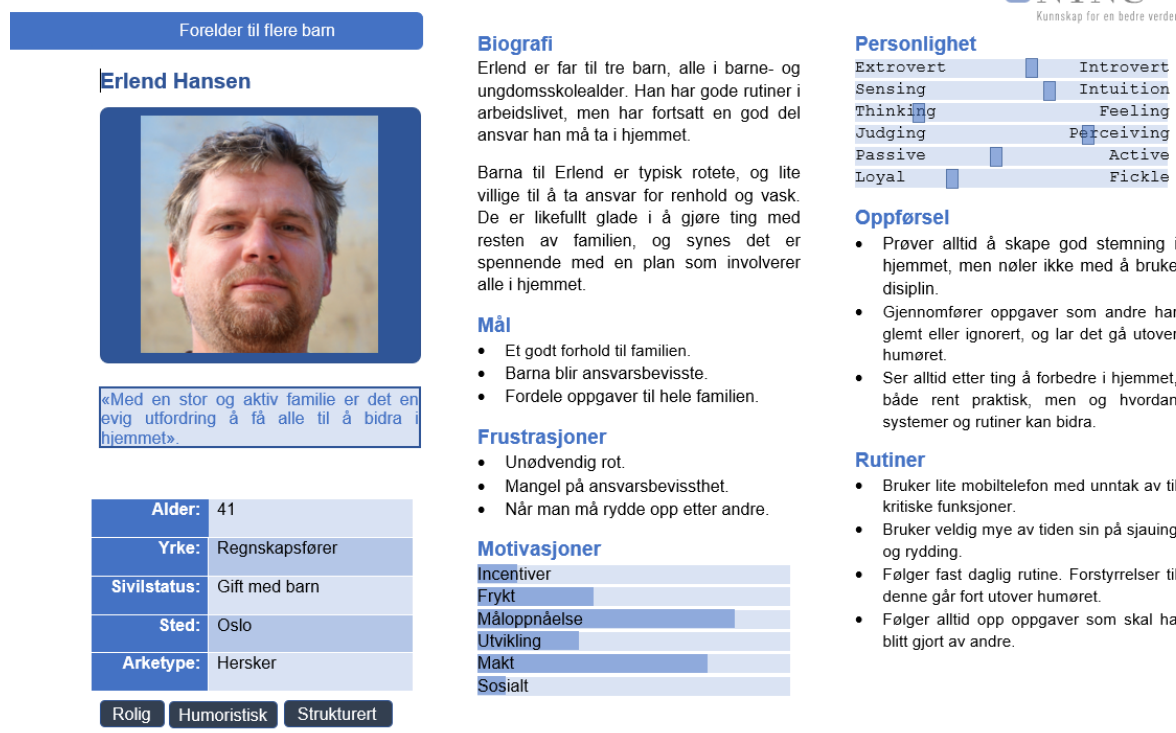 Forelder til flere barn
Erlend Hansen
«Med en stor og aktiv familie er det en
evig utfordring å få alle til å bidra i
hjemmet».
Alder: 41
Yrke: Regnskapsfører
Sivilstatus: Gift med barn
Sted: Oslo
Arketype: Hersker
Rolig Humoristisk Strukturert
Biografi
Erlend er far til tre barn, alle i barne- og
ungdomsskolealder. Han har gode rutiner i
arbeidslivet, men har fortsatt en god del
ansvar han må ta i hjemmet.
Barna til Erlend er typisk rotete, og lite
villige til å ta ansvar for renhold og vask.
De er likefullt glade i å gjøre ting med
resten av familien, og synes det er
spennende med en plan som involverer
alle i hjemmet.
Mål
• Et godt forhold til familien.
• Barna blir ansvarsbevisste.
• Fordele oppgaver til hele familien.
Frustrasjoner
• Unødvendig rot.
• Mangel på ansvarsbevissthet.
• Når man må rydde opp etter andre.
Motivasjoner
Incentiver
Frykt
Måloppnåelse
Utvikling
Makt
Sosialt
Kunnskap for en bedre verden
Personlighet
Extrovert Introvert
Sensing Intuition
Thinking Feeling
Judging Perceiving
Passive Active
Loyal Fickle
Oppførsel
• Prøver alltid å skape god stemning i
hjemmet, men nøler ikke med å bruke
disiplin.
• Gjennomfører oppgaver som andre har
glemt eller ignorert, og lar det gå utover
humøret.
• Ser alltid etter ting å forbedre i hjemmet,
både rent praktisk, men og hvordan
systemer og rutiner kan bidra.
Rutiner
• Bruker lite mobiltelefon med unntak av til
kritiske funksjoner.
• Bruker veldig mye av tiden sin på sjauing
og rydding.
• Følger fast daglig rutine. Forstyrrelser til
denne går fort utover humøret.
• Følger alltid opp oppgaver som skal ha
blitt gjort av andre.